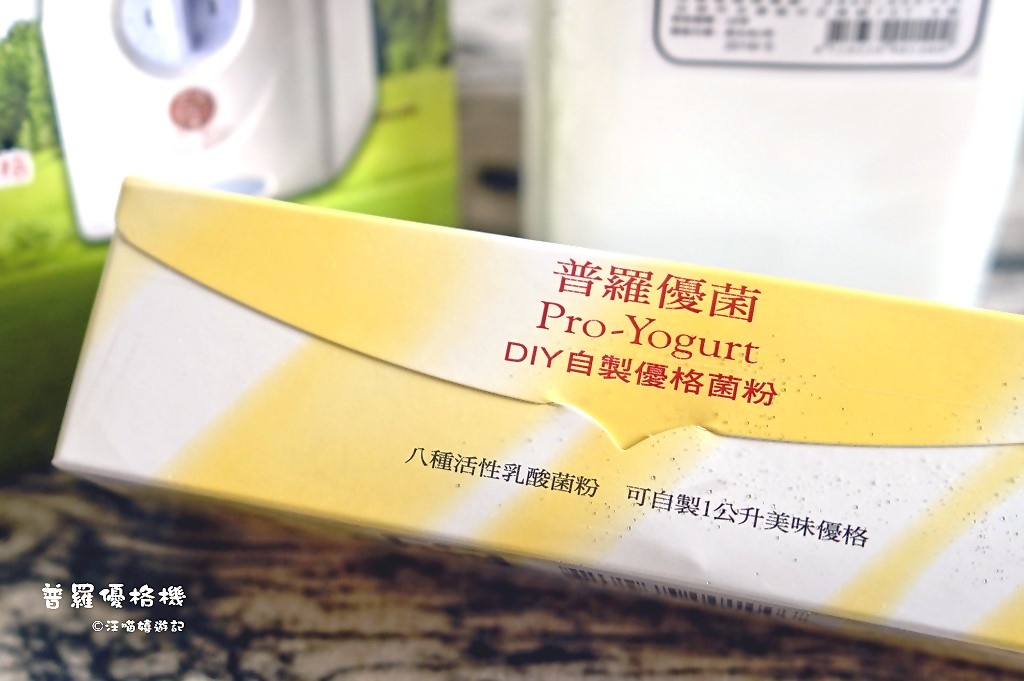 普羅優菌
Pro-Yogurt
DIY自製優格菌粉
八種活性乳酸菌粉 可自製1公升美味優格
普羅優格機
©汪喵嬉遊記